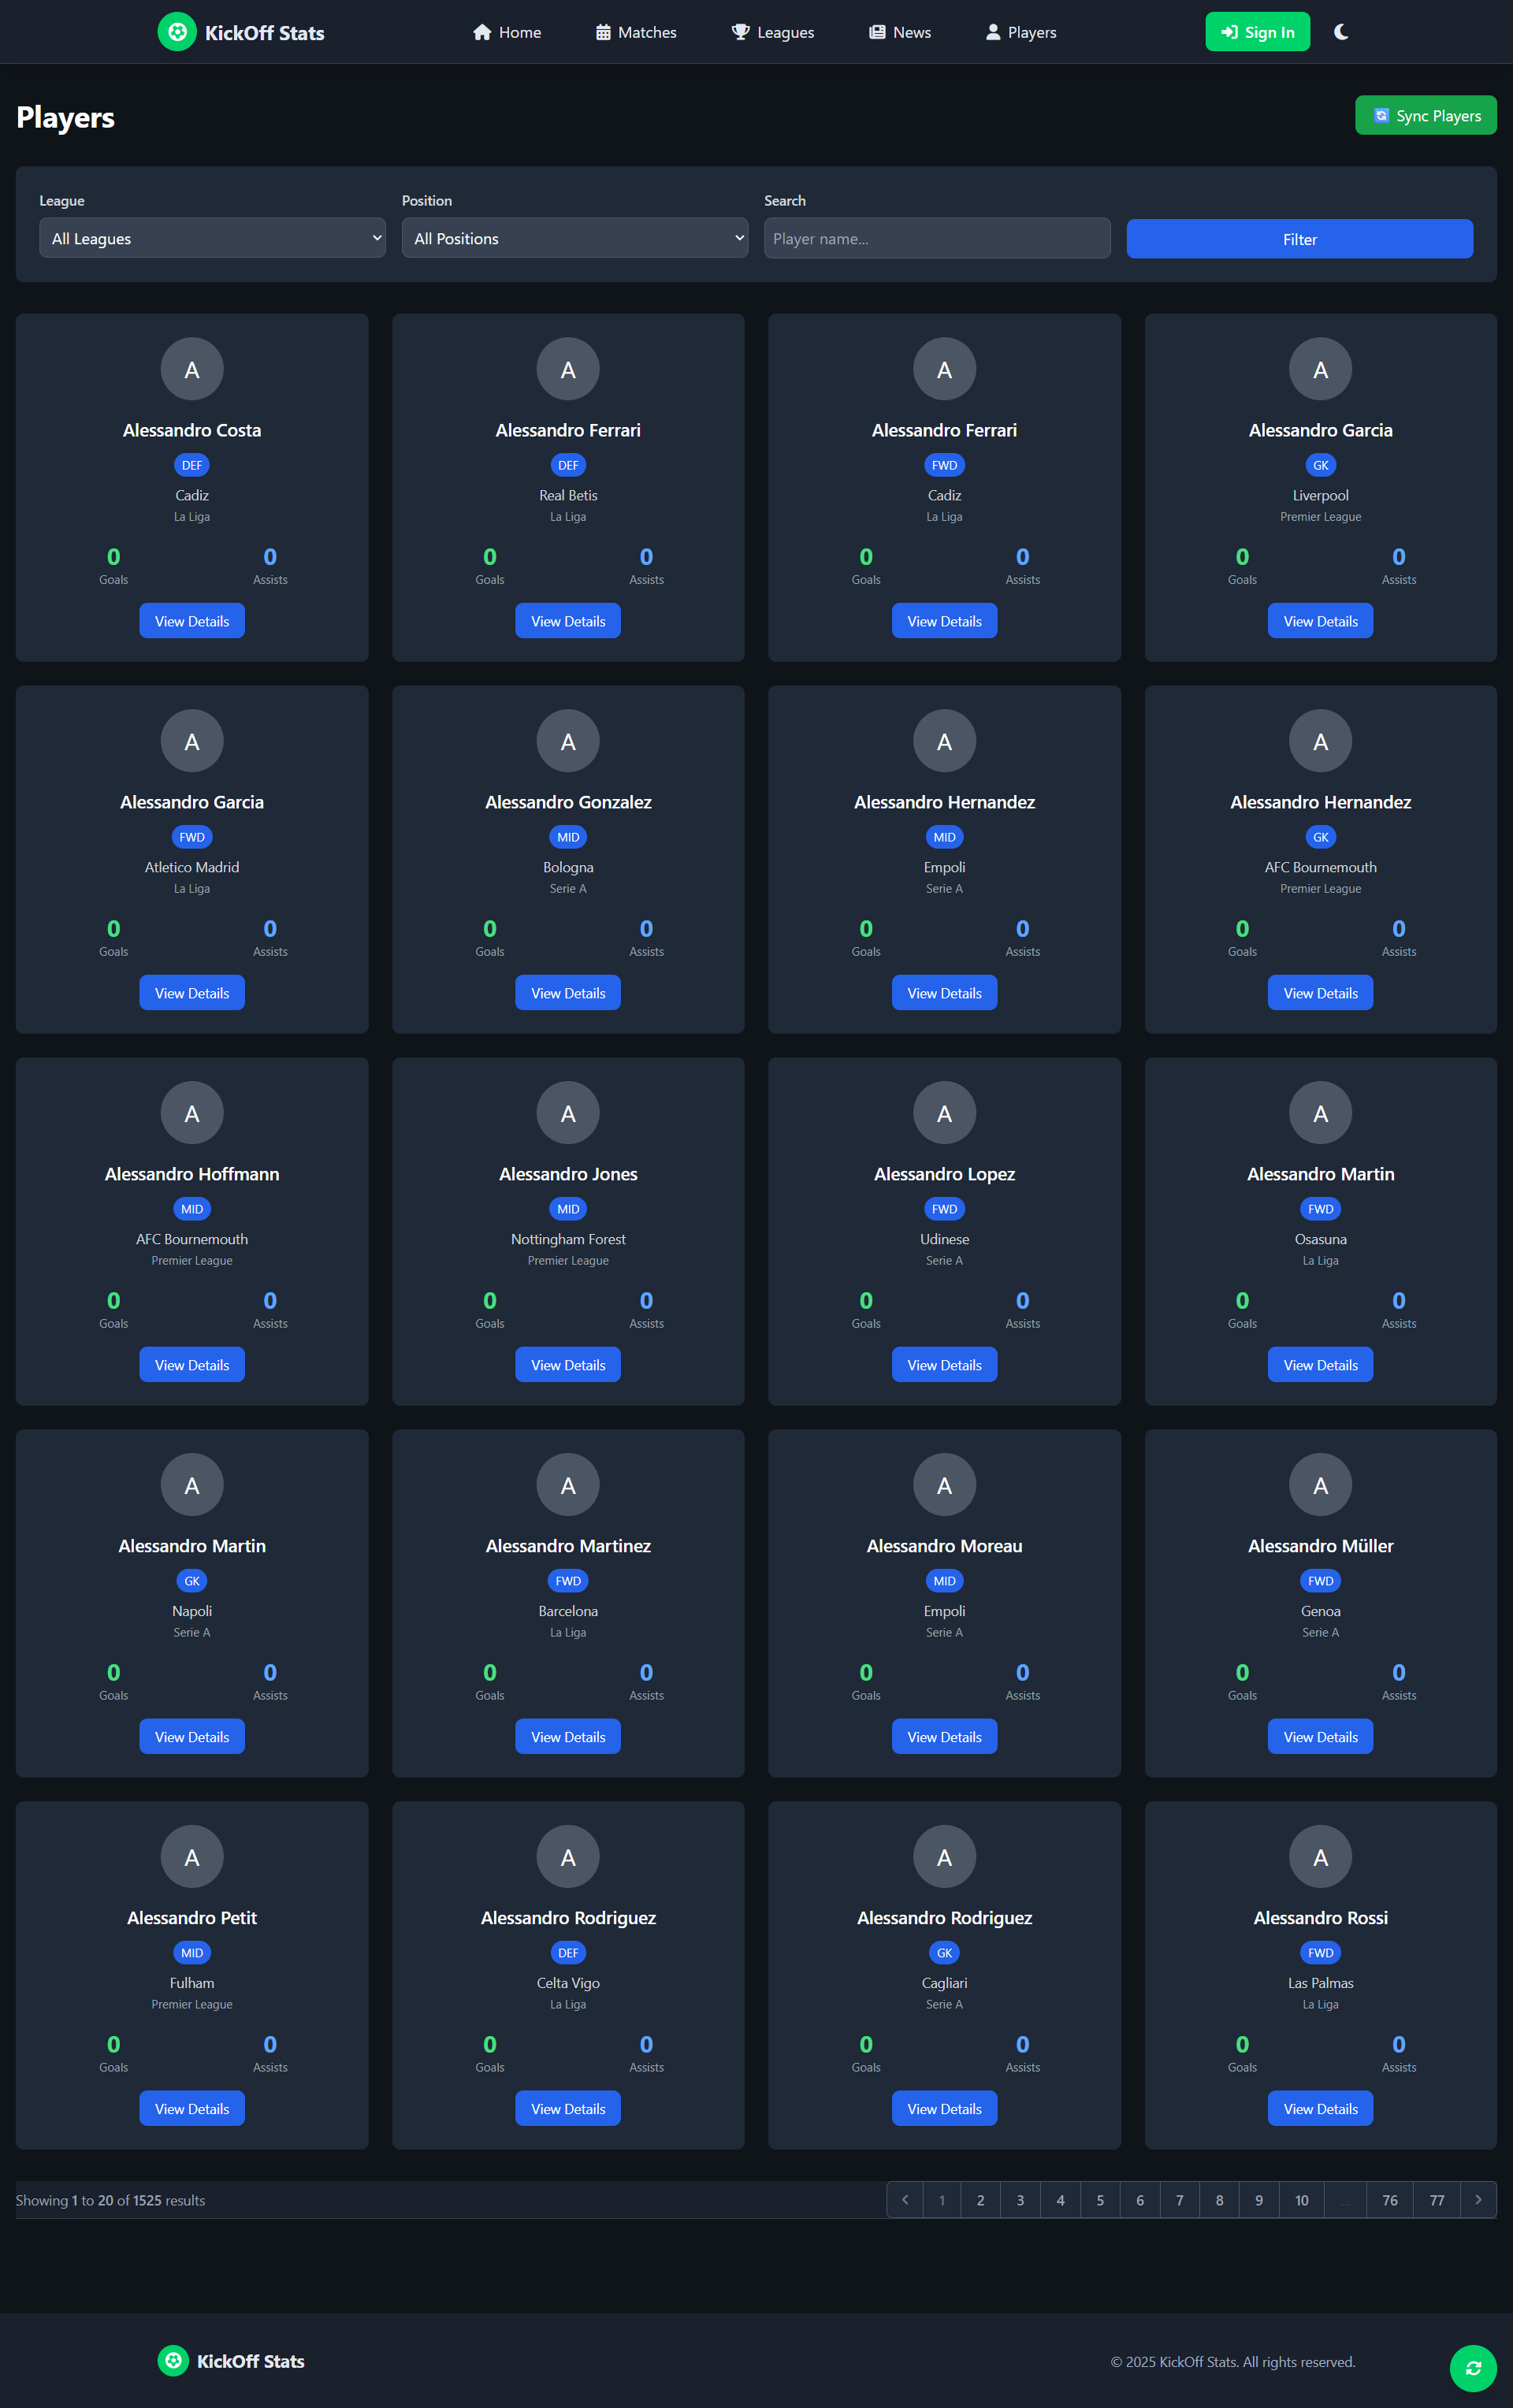 KickOff Stats
Home
Matches
Leagues
News
Players
Sign In
Players
Sync Players
League
Position
Search
All Leagues
All Positions
Player name...
Filter
A
Alessandro Costa
DEF
Cadiz
La Liga
0 0
Goals Assists
View Details
A
Alessandro Ferrari
DEF
Real Betis
La Liga
0 0
Goals Assists
View Details
A
Alessandro Ferrari
FWD
Cadiz
La Liga
0 0
Goals Assists
View Details
A
Alessandro Garcia
GK
Liverpool
Premier League
0 0
Goals Assists
View Details
A
Alessandro Garcia
FWD
Atletico Madrid
La Liga
0 0
Goals Assists
View Details
A
Alessandro Gonzalez
MID
Bologna
Serie A
0 0
Goals Assists
View Details
A
Alessandro Hernandez
MID
Empoli
Serie A
0 0
Goals Assists
View Details
A
Alessandro Hernandez
GK
AFC Bournemouth
Premier League
0 0
Goals Assists
View Details
A
Alessandro Hoffmann
MID
AFC Bournemouth
Premier League
0 0
Goals Assists
View Details
A
Alessandro Jones
MID
Nottingham Forest
Premier League
0 0
Goals Assists
View Details
A
Alessandro Lopez
FWD
Udinese
Serie A
0 0
Goals Assists
View Details
A
Alessandro Martin
FWD
Osasuna
La Liga
0 0
Goals Assists
View Details
A
Alessandro Martin
GK
Napoli
Serie A
0 0
Goals Assists
View Details
A
Alessandro Martinez
FWD
Barcelona
La Liga
0 0
Goals Assists
View Details
A
Alessandro Moreau
MID
Empoli
Serie A
0 0
Goals Assists
View Details
A
Alessandro Müller
FWD
Genoa
Serie A
0 0
Goals Assists
View Details
A
Alessandro Petit
MID
Fulham
Premier League
0 0
Goals Assists
View Details
A
Alessandro Rodriguez
DEF
Celta Vigo
La Liga
0 0
Goals Assists
View Details
A
Alessandro Rodriguez
GK
Cagliari
Serie A
0 0
Goals Assists
View Details
A
Alessandro Rossi
FWD
Las Palmas
La Liga
0 0
Goals Assists
View Details
Showing 1 to 20 of 1525 results
1 2 3 4 5 6 7 8 9 10 ... 76 77
KickOff Stats
© 2025 KickOff Stats. All rights reserved.